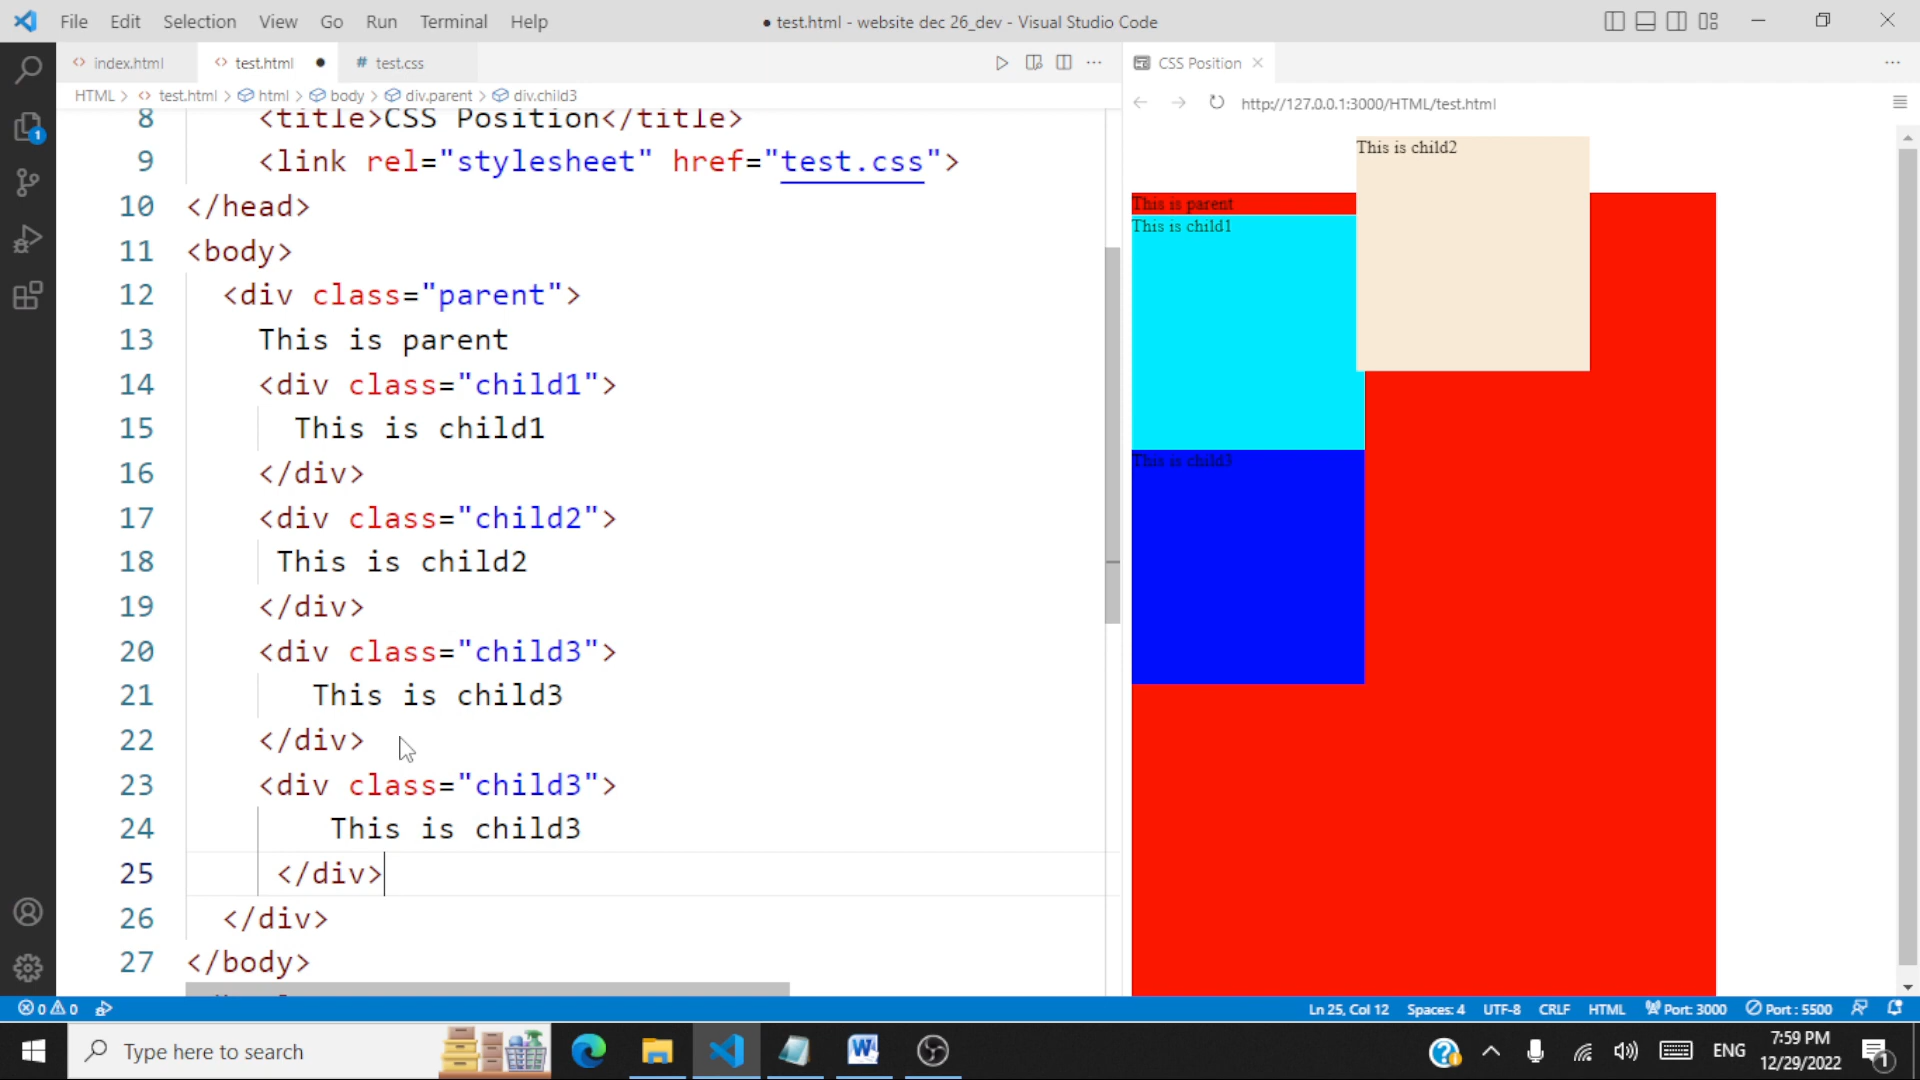 File Edit Selection View Go Run Terminal Help
● test.html - website dec 26_dev - Visual Studio Code
<> index.html <> test.html ● # test.css
CSS Position ×
HTML > <> test.html > html > body > div.parent > div.child3
http://127.0.0.1:3000/HTML/test.html
8 <title>CSS Position</title>
9 <link rel="stylesheet" href="test.css">
10 </head>
11 <body>
12 <div class="parent">
13 This is parent
14 <div class="child1">
15 This is child1
16 </div>
17 <div class="child2">
18 This is child2
19 </div>
20 <div class="child3">
21 This is child3
22 </div>
23 <div class="child3">
24 This is child3
25 </div>
26 </div>
27 </body>
This is child2
This is parent
This is child1
This is child3
1
0 0
Ln 25, Col 12 Spaces: 4 UTF-8 CRLF HTML Port: 3000 Port : 5500
Type here to search
ENG
7:59 PM
12/29/2022
1